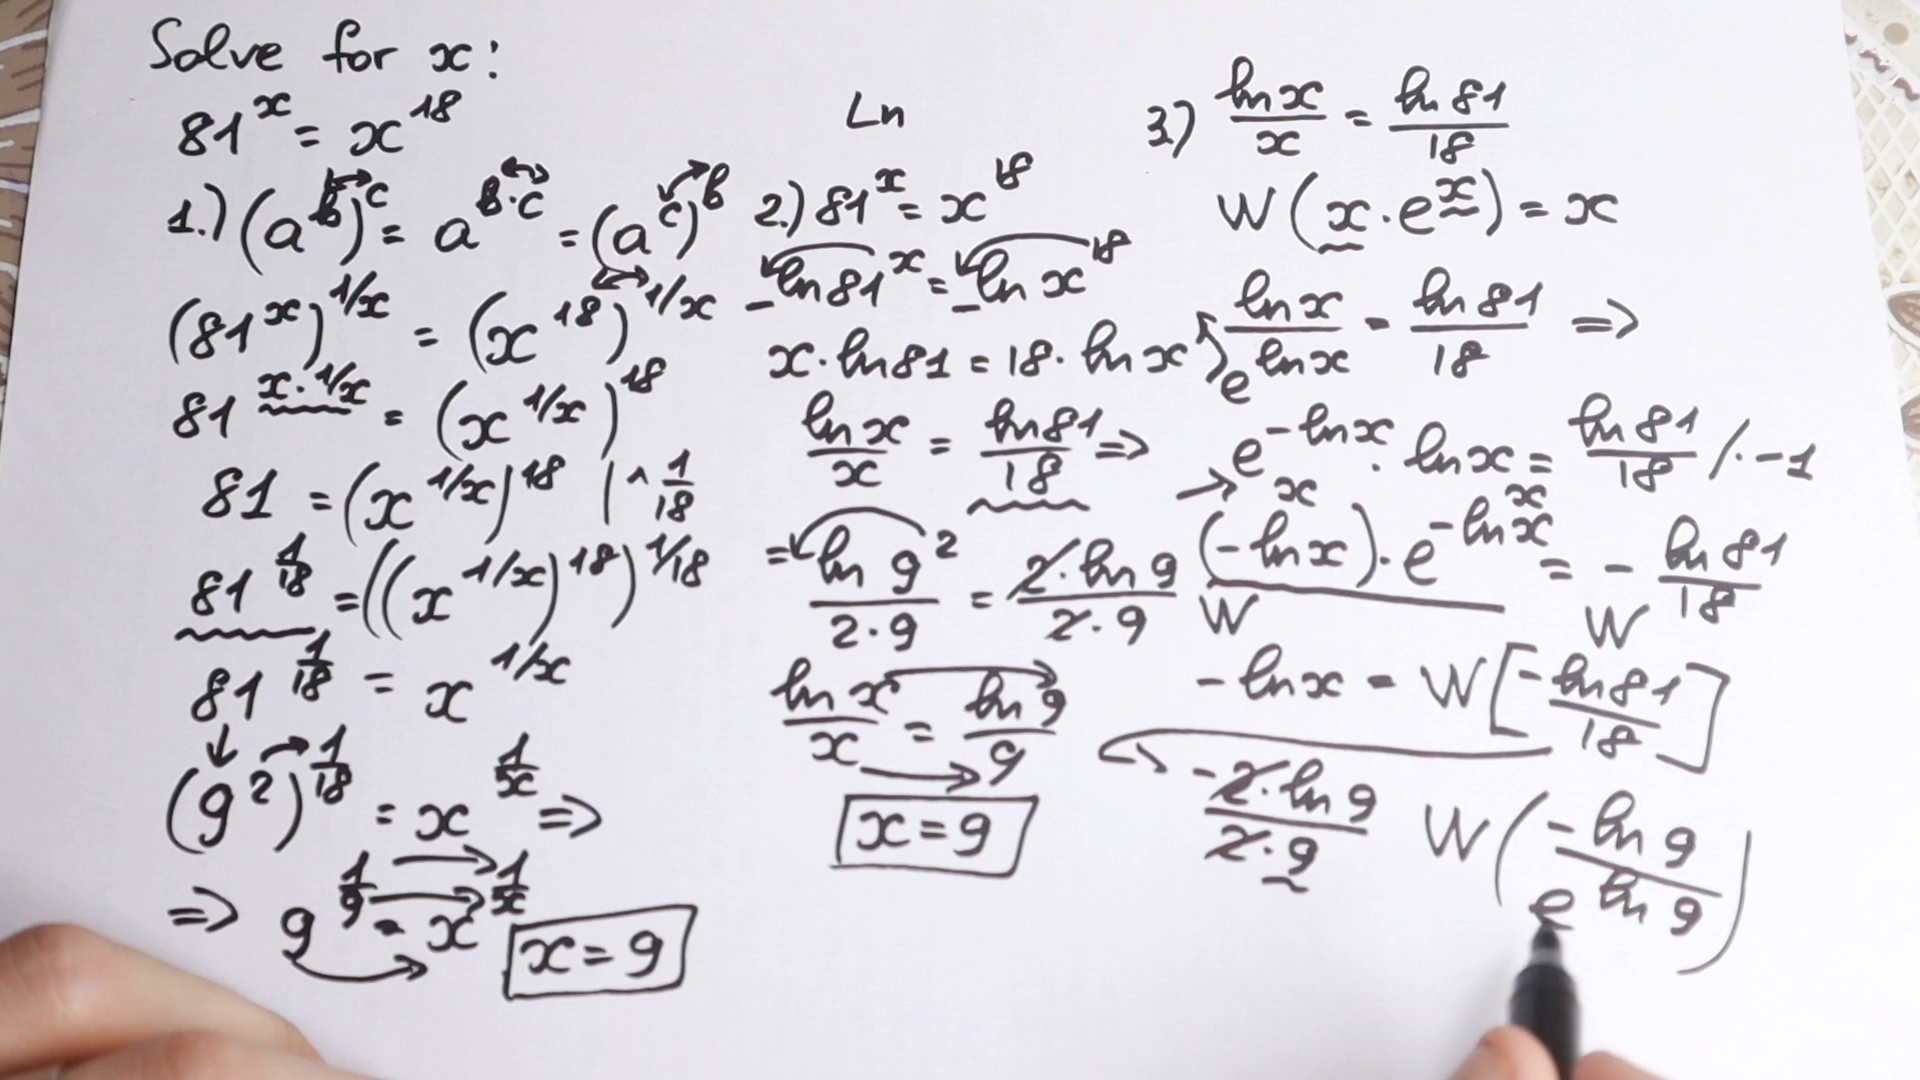 Solve for x:
81^x = x^18
1.) (a^b)^c = a^(b·c) = (a^c)^b
(81^x)^(1/x) = (x^18)^(1/x)
81^(x·1/x) = (x^(1/x))^18
81 = (x^(1/x))^18 | ^ 1/18
81^(1/18) = ((x^(1/x))^18)^(1/18)
81^(1/18) = x^(1/x)
(9^2)^(1/18) = x^(1/x) =>
=> 9^(1/9) = x^(1/x)
x = 9
Ln
2.) 81^x = x^18
ln 81^x = ln x^18
x · ln 81 = 18 · ln x
ln x / x = ln 81 / 18 =>
= ln 9^2 / 2·9 = 2·ln 9 / 2·9
ln x / x = ln 9 / 9
x = 9
3.) ln x / x = ln 81 / 18
W(x · e^x) = x
ln x / e^(ln x) = ln 81 / 18 =>
e^(-ln x) · ln x = ln 81 / 18 / · -1
x x
(-ln x) · e^(-ln x) = - ln 81 / 18
W W
-ln x = W[-ln 81 / 18]
-2·ln 9 / 2·9 W(-ln 9 / e^(ln 9))